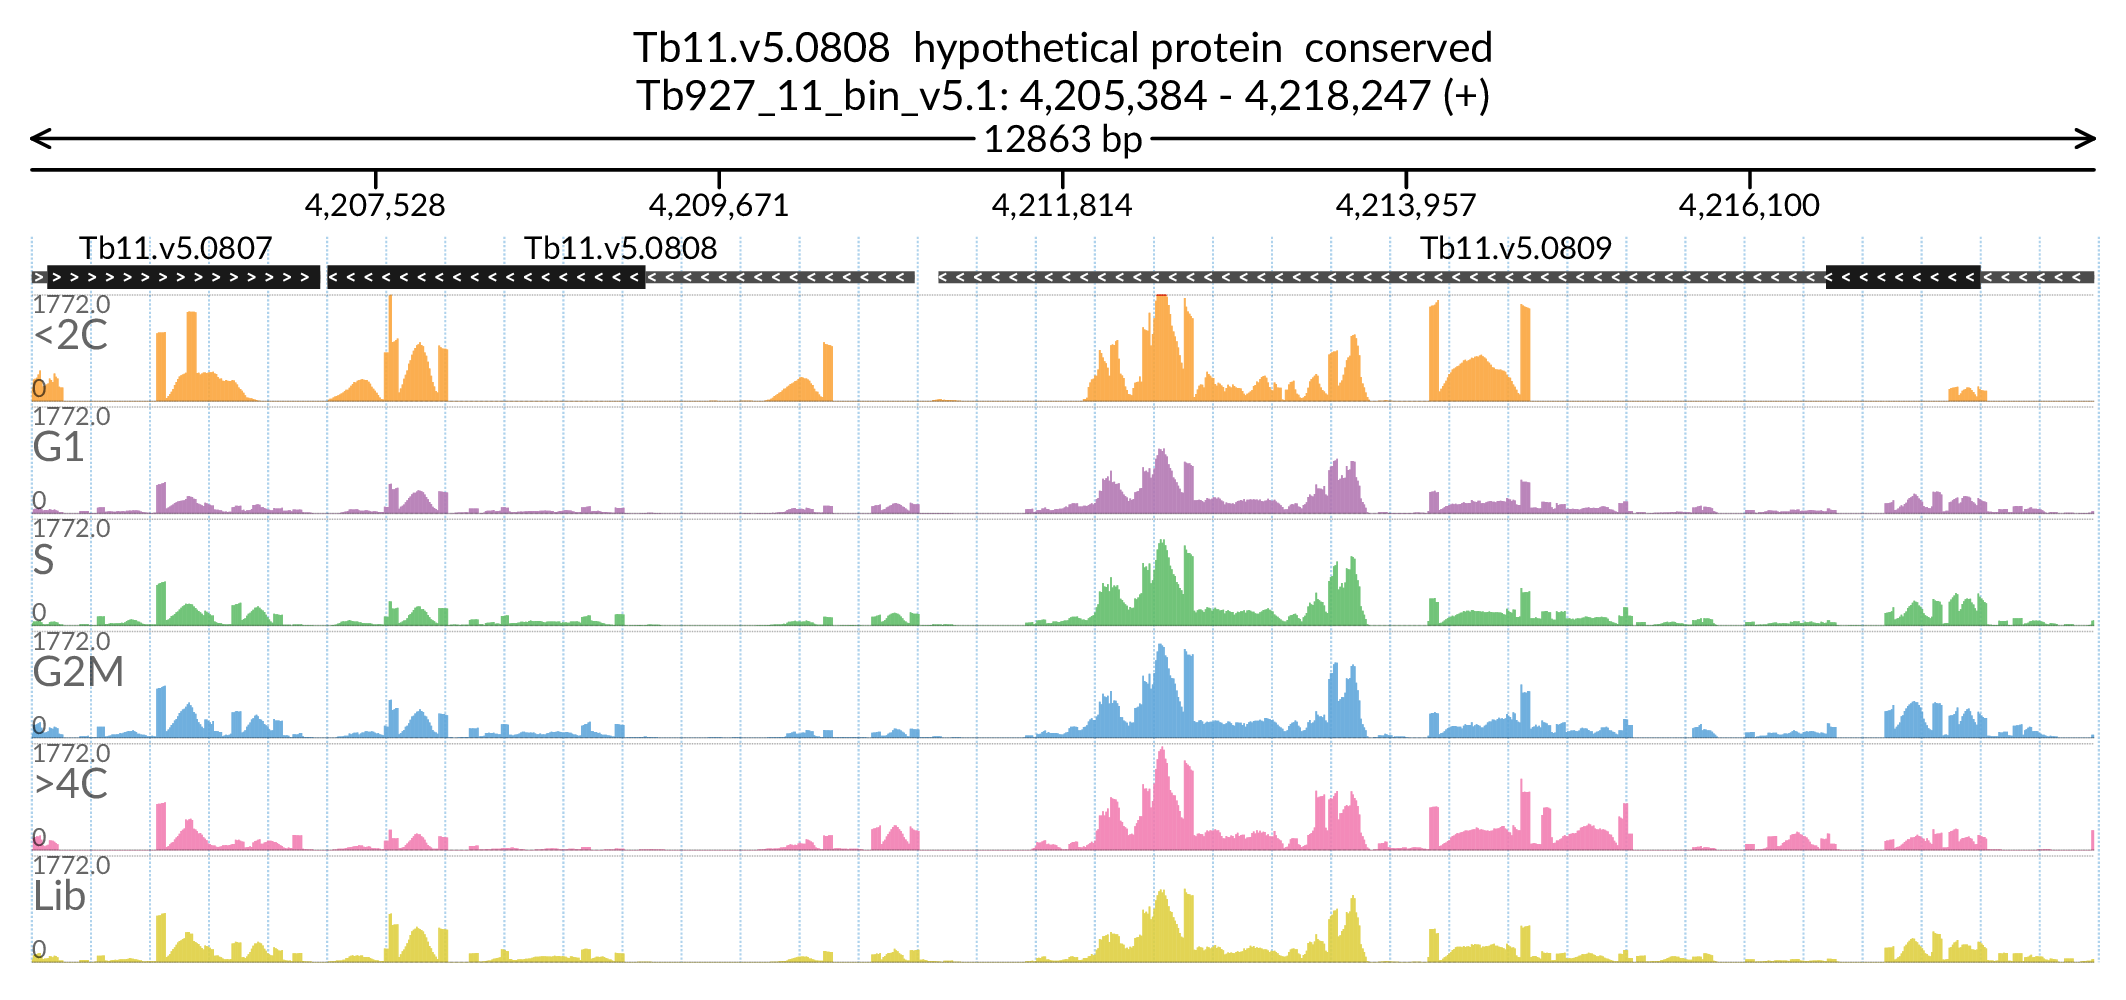 Tb11.v5.0808 hypothetical protein conserved
Tb927_11_bin_v5.1: 4,205,384 - 4,218,247 (+)
12863 bp
4,207,528 4,209,671 4,211,814 4,213,957 4,216,100
Tb11.v5.0807 Tb11.v5.0808 Tb11.v5.0809
1772.0
<2C
0
1772.0
G1
0
1772.0
S
0
1772.0
G2M
0
1772.0
>4C
0
1772.0
Lib
0